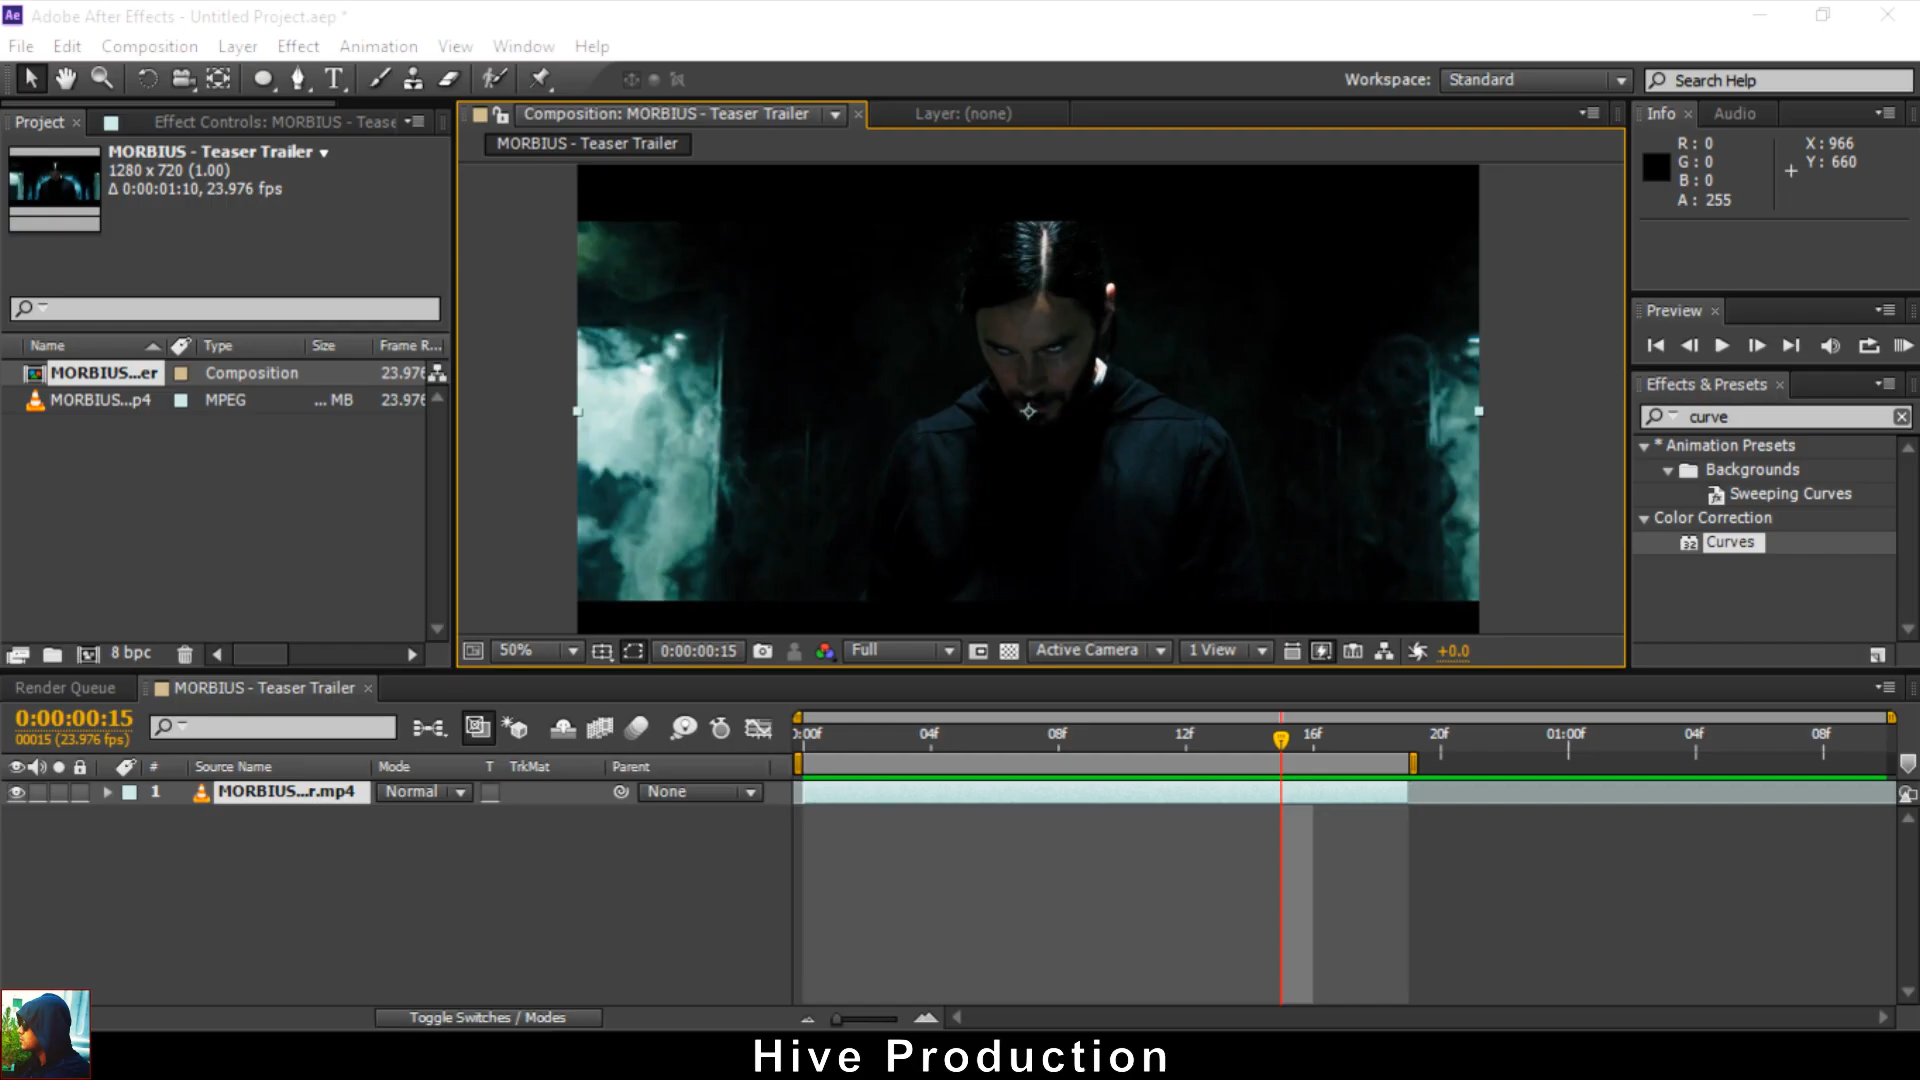 Ae Adobe After Effects - Untitled Project.aep *
File Edit Composition Layer Effect Animation View Window Help
Workspace: Standard Search Help
Project Effect Controls: MORBIUS - Tease
Composition: MORBIUS - Teaser Trailer Layer: (none)
Info Audio
MORBIUS - Teaser Trailer
1280 x 720 (1.00)
Δ 0:00:01:10, 23.976 fps
MORBIUS - Teaser Trailer
R: 0
G: 0
B: 0
A: 255
X: 966
Y: 660
Preview
Effects & Presets
curve
* Animation Presets
Backgrounds
Sweeping Curves
Color Correction
32 Curves
Name Type Size Frame R...
MORBIUS...er Composition 23.976
MORBIUS...p4 MPEG ... MB 23.976
8 bpc
50% 0:00:00:15 Full Active Camera 1 View +0.0
Render Queue MORBIUS - Teaser Trailer
0:00:00:15
00015 (23.976 fps)
):00f 04f 08f 12f 16f 20f 01:00f 04f 08f
# Source Name Mode T TrkMat Parent
1 MORBIUS...r.mp4 Normal None
Toggle Switches / Modes
Hive Production